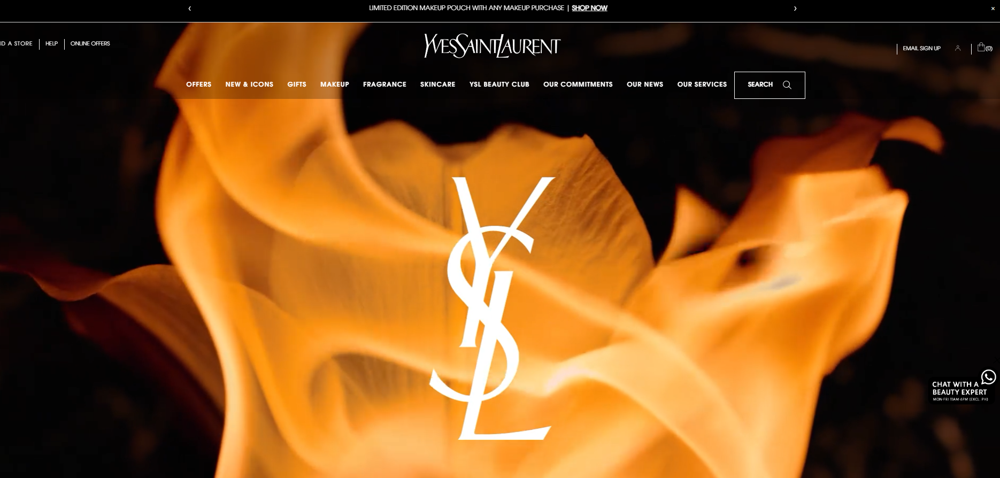 LIMITED EDITION MAKEUP POUCH WITH ANY MAKEUP PURCHASE | SHOP NOW
D A STORE
HELP
ONLINE OFFERS
YVESSAINTLAURENT
EMAIL SIGN UP
(0)
OFFERS
NEW & ICONS
GIFTS
MAKEUP
FRAGRANCE
SKINCARE
YSL BEAUTY CLUB
OUR COMMITMENTS
OUR NEWS
OUR SERVICES
SEARCH
YSL
CHAT WITH A
BEAUTY EXPERT
MON-FRI 11AM-6PM (EXCL. PH)